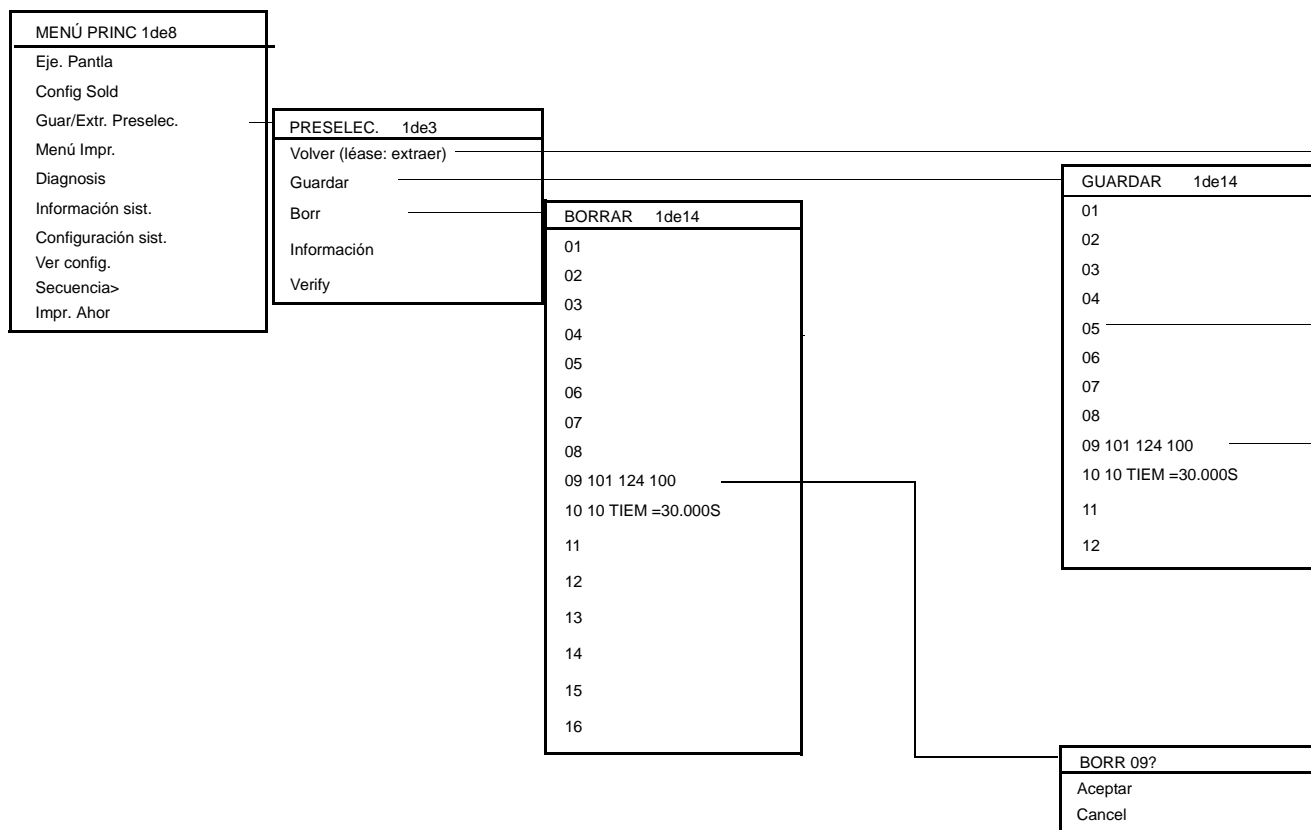 MENÚ PRINC 1de8
Eje. Pantla
Config Sold
Guar/Extr. Preselec.
Menú Impr.
Diagnosis
Información sist.
Configuración sist.
Ver config.
Secuencia>
Impr. Ahor
PRESELEC. 1de3
Volver (léase: extraer)
Guardar
Borr
Información
Verify
BORRAR 1de14
01
02
03
04
05
06
07
08
09 101 124 100
10 10 TIEM =30.000S
11
12
13
14
15
16
GUARDAR 1de14
01
02
03
04
05
06
07
08
09 101 124 100
10 10 TIEM =30.000S
11
12
BORR 09?
Aceptar
Cancel